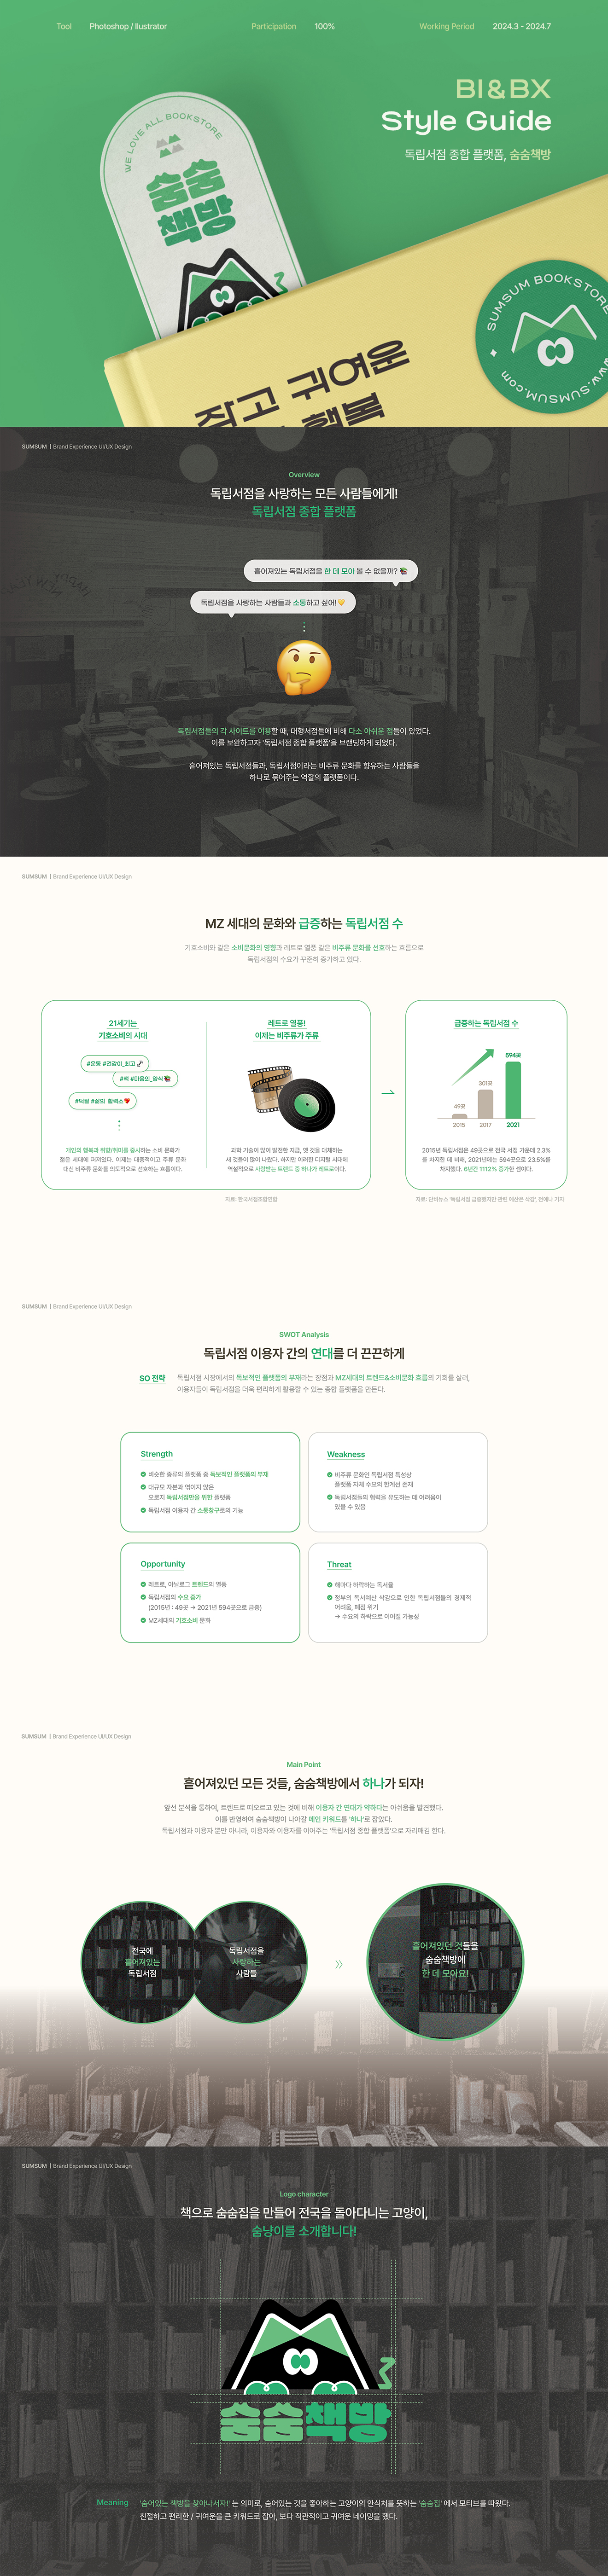 Tool Photoshop / Ilustrator Participation 100% Working Period 2024.3 - 2024.7
BI & BX
Style Guide
독립서점 종합 플랫폼, 숨숨책방
WE LOVE ALL BOOKSTORE
숨숨
책방
작고 귀여운
행복
SUMSUM BOOKSTORE
www.SUMSUM.com
SUMSUM | Brand Experience UI/UX Design
Overview
독립서점을 사랑하는 모든 사람들에게!
독립서점 종합 플랫폼
흩어져있는 독립서점을 한 데 모아 볼 수 없을까?
독립서점을 사랑하는 사람들과 소통하고 싶어!
독립서점들의 각 사이트를 이용할 때, 대형서점들에 비해 다소 아쉬운 점들이 있었다.
이를 보완하고자 '독립서점 종합 플랫폼'을 브랜딩하게 되었다.
흩어져있는 독립서점들과, 독립서점이라는 비주류 문화를 향유하는 사람들을
하나로 묶어주는 역할의 플랫폼이다.
SUMSUM | Brand Experience UI/UX Design
MZ 세대의 문화와 급증하는 독립서점 수
기호소비와 같은 소비문화의 영향과 레트로 열풍 같은 비주류 문화를 선호하는 흐름으로
독립서점의 수요가 꾸준히 증가하고 있다.
21세기는
기호소비의 시대
#운동 #건강이_최고
#책 #마음의_양식
#덕질 #삶의_활력소
개인의 행복과 취향/취미를 중시하는 소비 문화가
젊은 세대에 퍼져있다. 이제는 대중적이고 주류 문화
대신 비주류 문화를 의도적으로 선호하는 흐름이다.
레트로 열풍!
이제는 비주류가 주류
과학 기술이 많이 발전한 지금, 옛 것을 대체하는
새 것들이 많이 나왔다. 하지만 이러한 디지털 시대에
역설적으로 사랑받는 트렌드 중 하나가 레트로이다.
자료: 한국서점조합연합
급증하는 독립서점 수
594곳
301곳
49곳
2015 2017 2021
2015년 독립서점은 49곳으로 전국 서점 가운데 2.3%
를 차지한 데 비해, 2021년에는 594곳으로 23.5%를
차지했다. 6년간 1112% 증가한 셈이다.
자료: 단비뉴스 '독립서점 급증했지만 관련 예산은 삭감',
SUMSUM | Brand Experience UI/UX Design
SWOT Analysis
독립서점 이용자 간의 연대를 더 끈끈하게
SO 전략 독립서점 시장에서의 독보적인 플랫폼의 부재라는 장점과 MZ세대의 트렌드&소비문화 흐름의 기회를 살려,
이용자들이 독립서점을 더욱 편리하게 활용할 수 있는 종합 플랫폼을 만든다.
Strength
비슷한 종류의 플랫폼 중 독보적인 플랫폼의 부재
대규모 자본과 엮이지 않은
오로지 독립서점만을 위한 플랫폼
독립서점 이용자 간 소통창구로의 기능
Weakness
비주류 문화인 독립서점 특성상
플랫폼 자체 수요의 한계선 존재
독립서점들의 협력을 유도하는 데 어려움이
있을 수 있음
Opportunity
레트로, 아날로그 트렌드의 열풍
독립서점의 수요 증가
(2015년 : 49곳 → 2021년 594곳으로 급증)
MZ세대의 기호소비 문화
Threat
해마다 하락하는 독서율
정부의 독서예산 삭감으로 인한 독립서점들의 경제적
어려움, 폐점 위기
→ 수요의 하락으로 이어질 가능성
SUMSUM | Brand Experience UI/UX Design
Main Point
흩어져있던 모든 것들, 숨숨책방에서 하나가 되자!
앞선 분석을 통하여, 트렌드로 떠오르고 있는 것에 비해 이용자 간 연대가 약하다는 아쉬움을 발견했다.
이를 반영하여 숨숨책방이 나아갈 메인 키워드를 '하나'로 잡았다.
독립서점과 이용자 뿐만 아니라, 이용자와 이용자를 이어주는 '독립서점 종합 플랫폼'으로 자리매김 한다.
전국에
흩어져있는
독립서점
독립서점을
사랑하는
사람들
흩어져있던 것들을
숨숨책방에
한 데 모아요!
SUMSUM | Brand Experience UI/UX Design
Logo character
책으로 숨숨집을 만들어 전국을 돌아다니는 고양이,
숨냥이를 소개합니다!
숨숨책방
Meaning '숨어있는 책방을 찾아나서자!' 는 의미로, 숨어있는 것을 좋아하는 고양이의 안식처를 뜻하는 '숨숨집' 에서 모티브를 따왔다.
친절하고 편리한 / 귀여운을 큰 키워드로 잡아, 보다 직관적이고 귀여운 네이밍을 했다.